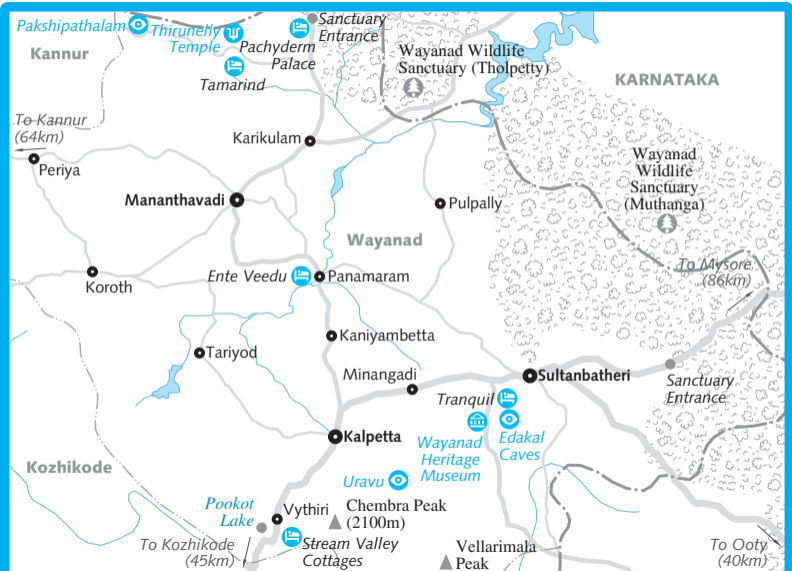 Pakshipathalam
Thirunelly
Temple
Pachyderm
Palace
Sanctuary
Entrance
Kannur
Tamarind
Wayanad Wildlife
Sanctuary (Tholpetty)
KARNATAKA
To Kannur
(64km)
Karikulam
Periya
Wayanad
Wildlife
Sanctuary
(Muthanga)
Mananthavadi
Pulpally
Wayanad
To Mysore
(86km)
Koroth
Ente Veedu
Panamaram
Kaniyambetta
Tariyod
Minangadi
Sultanbatheri
Sanctuary
Entrance
Tranquil
Kalpetta
Wayanad
Heritage
Museum
Edakal
Caves
Kozhikode
Uravu
Pookot
Lake
Vythiri
Chembra Peak
(2100m)
To Kozhikode
(45km)
Stream Valley
Cottages
Vellarimala
Peak
To Ooty
(40km)